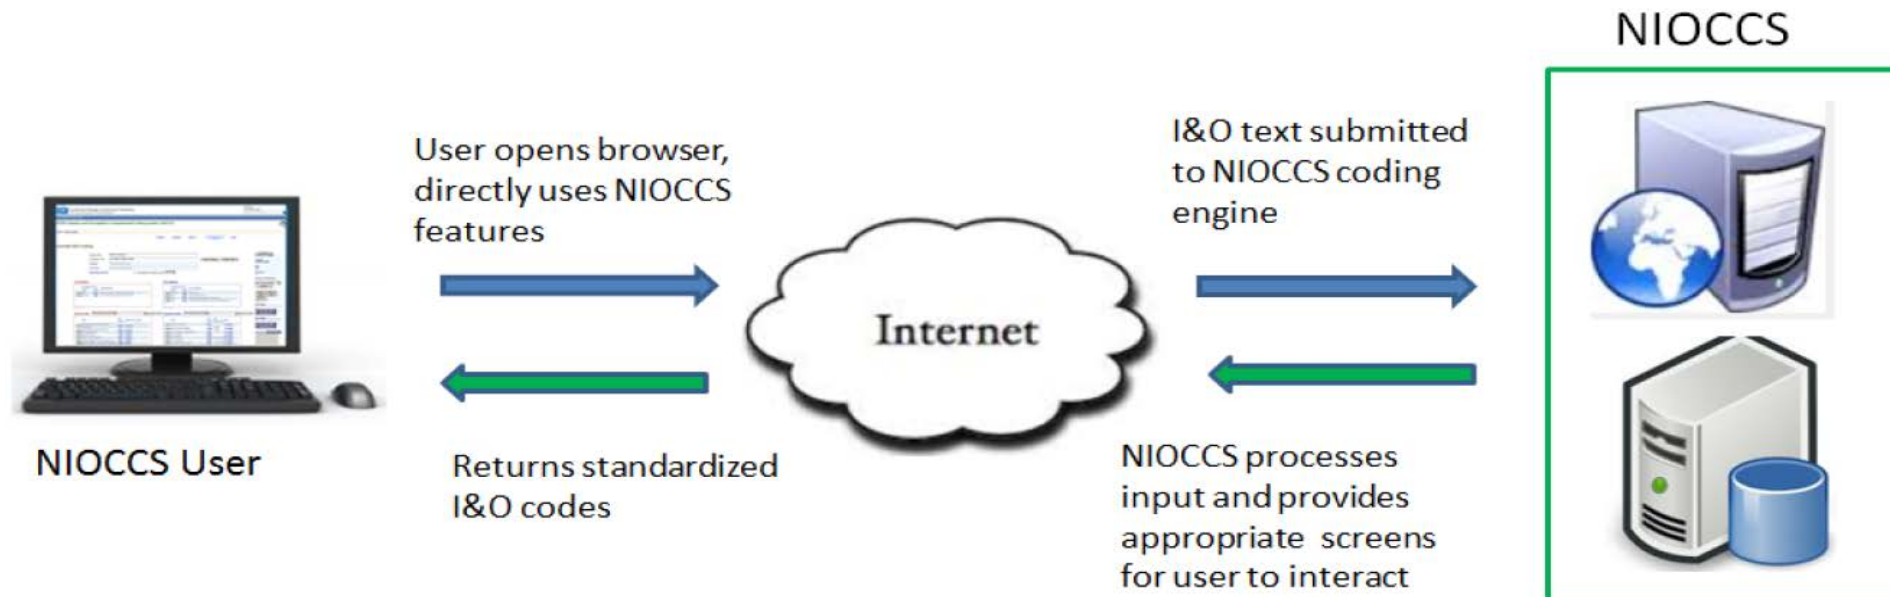 NIOCCS
User opens browser,
directly uses NIOCCS
features
I&O text submitted
to NIOCCS coding
engine
Internet
NIOCCS User
Returns standardized
I&O codes
NIOCCS processes
input and provides
appropriate screens
for user to interact